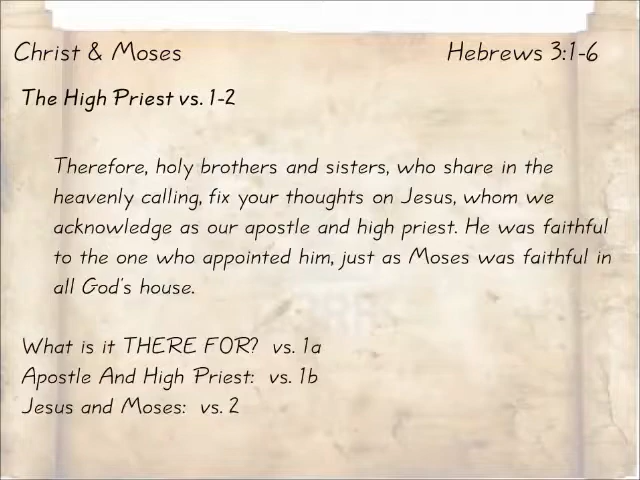 Christ & Moses Hebrews 3:1-6
The High Priest vs. 1-2
Therefore, holy brothers and sisters, who share in the
heavenly calling, fix your thoughts on Jesus, whom we
acknowledge as our apostle and high priest. He was faithful
to the one who appointed him, just as Moses was faithful in
all God's house.
What is it THERE FOR? vs. 1a
Apostle And High Priest: vs. 1b
Jesus and Moses: vs. 2